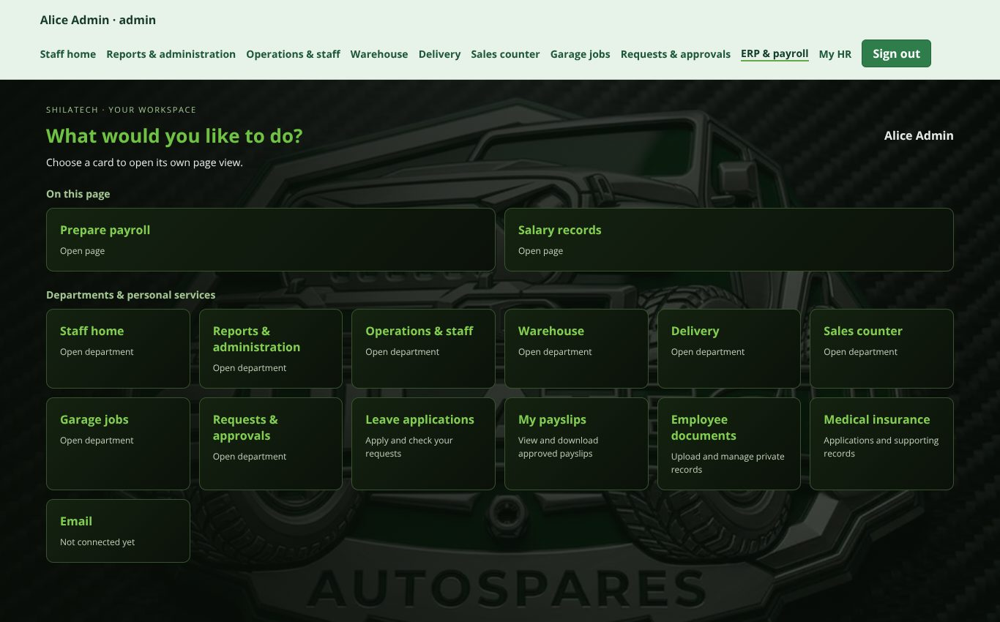 Alice Admin · admin
Staff home Reports & administration Operations & staff Warehouse Delivery Sales counter Garage jobs Requests & approvals ERP & payroll My HR Sign out
SHILATECH · YOUR WORKSPACE
What would you like to do?
Alice Admin
Choose a card to open its own page view.
On this page
Prepare payroll
Open page
Salary records
Open page
Departments & personal services
Staff home
Open department
Reports &
administration
Open department
Operations & staff
Open department
Warehouse
Open department
Delivery
Open department
Sales counter
Open department
Garage jobs
Open department
Requests &
approvals
Open department
Leave applications
Apply and check your
requests
My payslips
View and download
approved payslips
Employee
documents
Upload and manage private
records
Medical insurance
Applications and supporting
records
Email
Not connected yet
AUTOSPARES